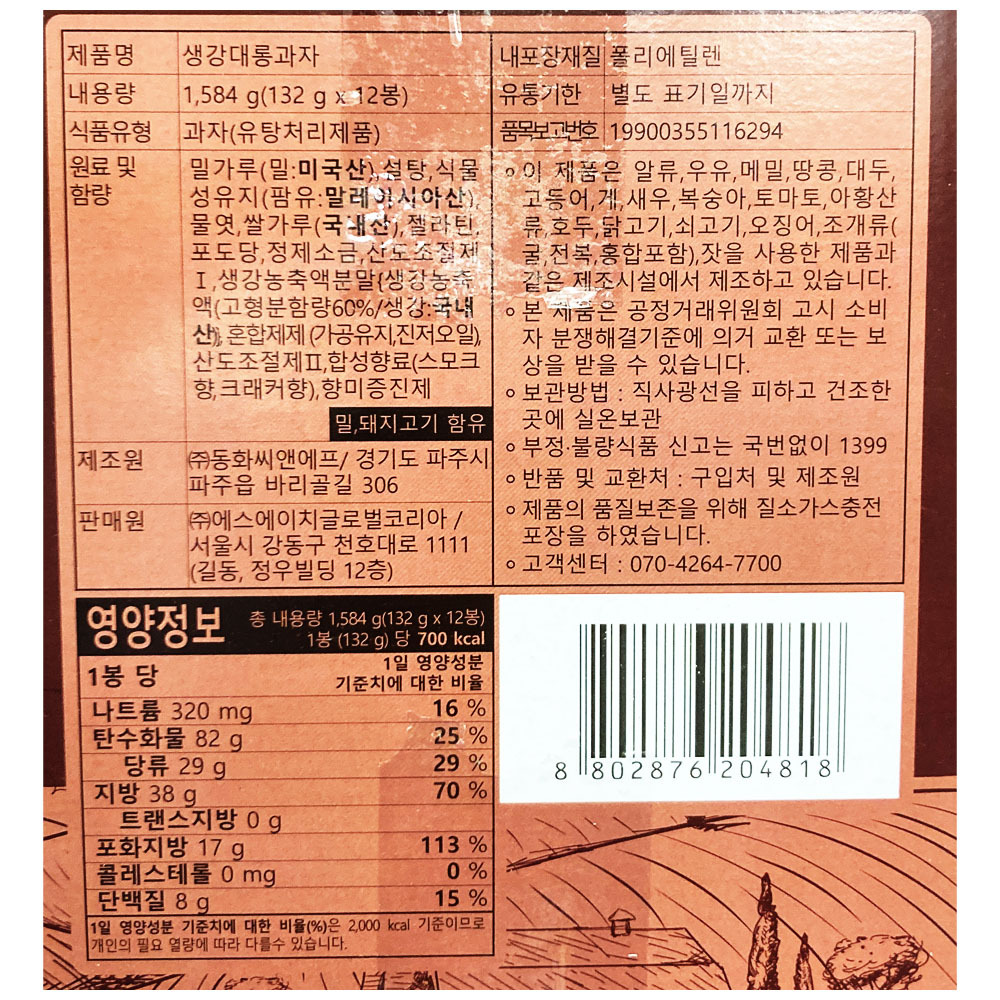 제품명 생강대롱과자
내용량 1,584 g(132 g x 12봉)
식품유형 과자(유탕처리제품)
원료 및 함량
밀가루(밀:미국산),설탕,식물
성유지(팜유:말레이시아산),
물엿,쌀가루(국내산),젤라틴,
포도당,정제소금,산도조절제
Ⅰ,생강농축액분말{생강농축
액(고형분함량60%/생강:국내
산)},혼합제제(가공유지,진저오일),
산도조절제Ⅱ,합성향료(스모크
향,크래커향),향미증진제
밀,돼지고기 함유
제조원 ㈜동화씨앤에프/ 경기도 파주시
파주읍 바리골길 306
판매원 ㈜에스에이치글로벌코리아 /
서울시 강동구 천호대로 1111
(길동, 정우빌딩 12층)
내포장재질 폴리에틸렌
유통기한 별도 표기일까지
품목보고번호 19900355116294
∘이 제품은 알류,우유,메밀,땅콩,대두,
고등어,게,새우,복숭아,토마토,아황산
류,호두,닭고기,쇠고기,오징어,조개류(
굴,전복,홍합포함),잣을 사용한 제품과
같은 제조시설에서 제조하고 있습니다.
∘본 제품은 공정거래위원회 고시 소비
자 분쟁해결기준에 의거 교환 또는 보
상을 받을 수 있습니다.
∘보관방법 : 직사광선을 피하고 건조한
곳에 실온보관
∘부정·불량식품 신고는 국번없이 1399
∘반품 및 교환처 : 구입처 및 제조원
∘제품의 품질보존을 위해 질소가스충전
포장을 하였습니다.
∘고객센터 : 070-4264-7700
영양정보 총 내용량 1,584 g(132 g x 12봉)
1봉 (132 g) 당 700 kcal
1봉 당 1일 영양성분
기준치에 대한 비율
나트륨 320 mg 16 %
탄수화물 82 g 25 %
당류 29 g 29 %
지방 38 g 70 %
트랜스지방 0 g
포화지방 17 g 113 %
콜레스테롤 0 mg 0 %
단백질 8 g 15 %
1일 영양성분 기준치에 대한 비율(%)은 2,000 kcal 기준이므로
개인의 필요 열량에 따라 다를수 있습니다.
8 802876 204818